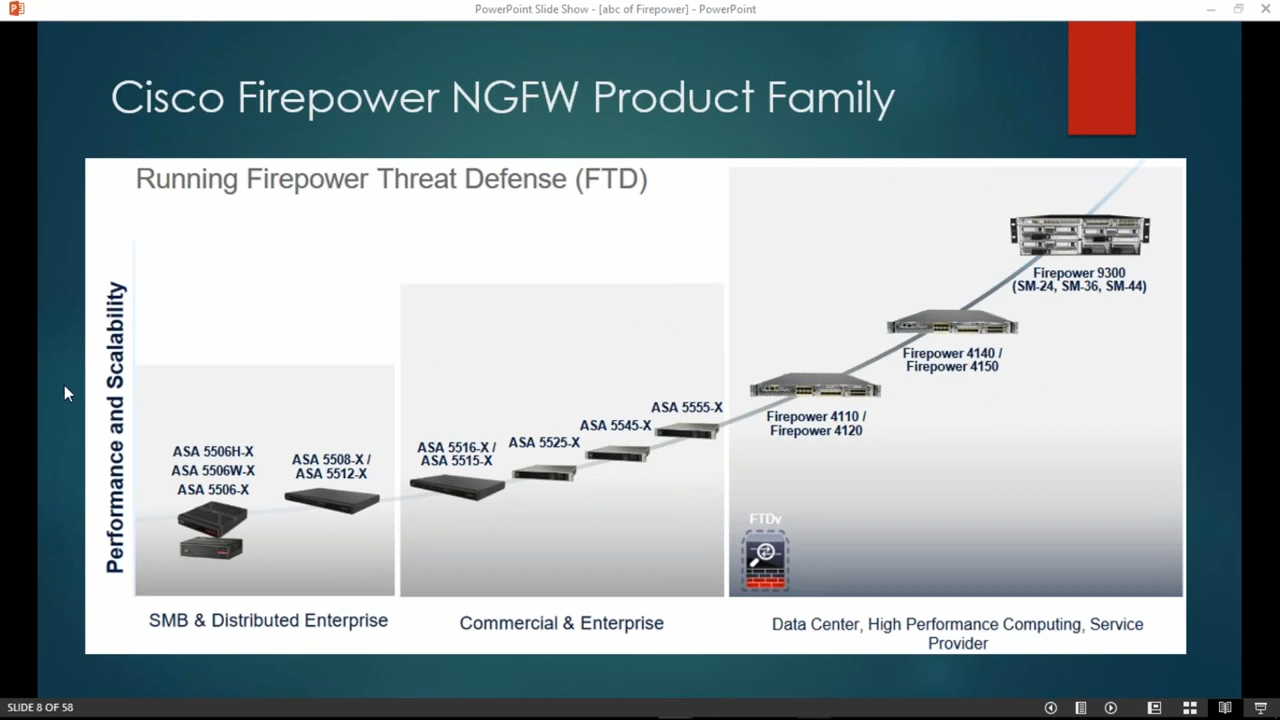 PowerPoint Slide Show - [abc of Firepower] - PowerPoint
Cisco Firepower NGFW Product Family
Running Firepower Threat Defense (FTD)
Performance and Scalability
Firepower 9300
(SM-24, SM-36, SM-44)
Firepower 4140 /
Firepower 4150
Firepower 4110 /
Firepower 4120
ASA 5555-X
ASA 5545-X
ASA 5525-X
ASA 5516-X /
ASA 5515-X
ASA 5508-X /
ASA 5512-X
ASA 5506H-X
ASA 5506W-X
ASA 5506-X
FTDv
SMB & Distributed Enterprise
Commercial & Enterprise
Data Center, High Performance Computing, Service
Provider
SLIDE 8 OF 58